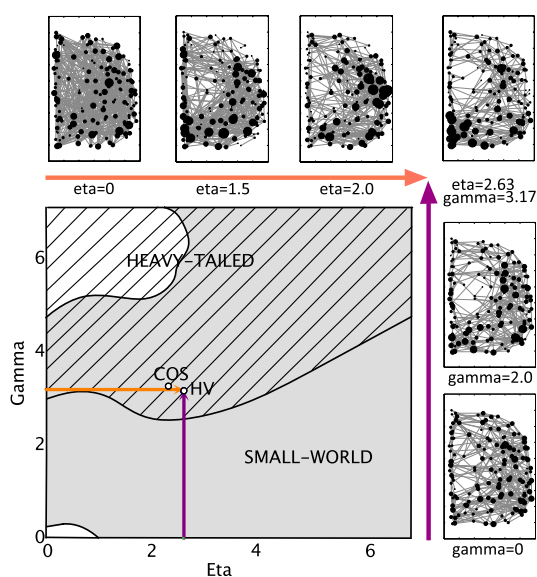 eta=0
eta=1.5
eta=2.0
eta=2.63
gamma=3.17
6
HEAVY-TAILED
4
COS
HV
Gamma
gamma=2.0
2
SMALL-WORLD
0
0
2
4
6
gamma=0
Eta